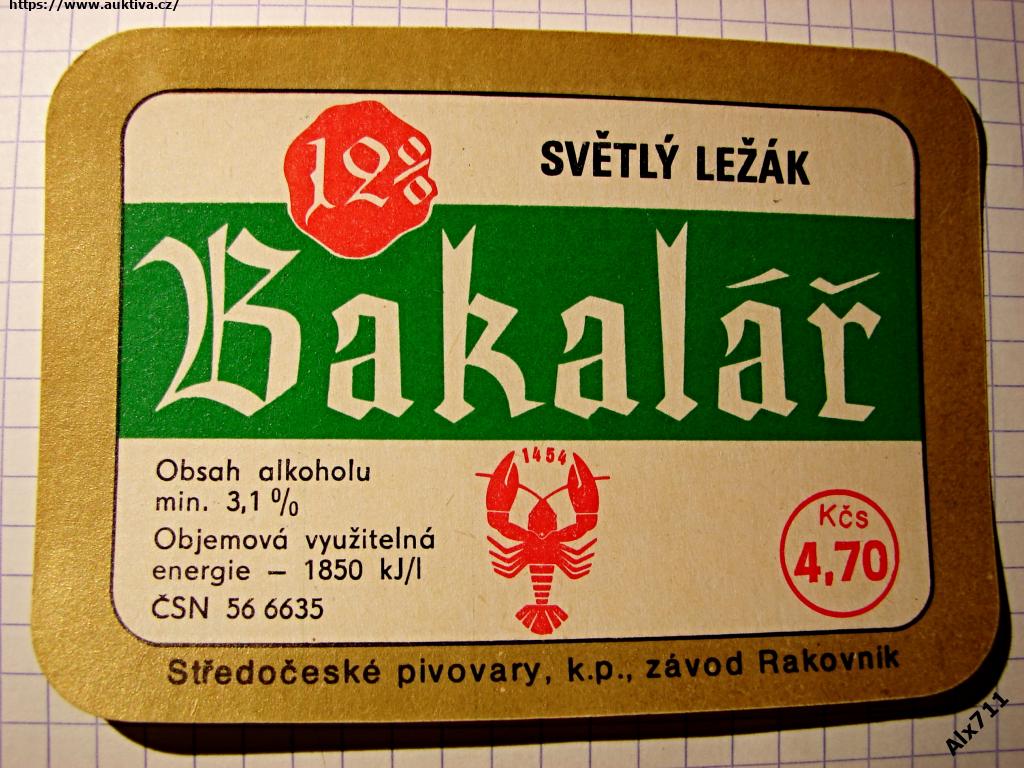 https://www.auktiva.cz/
12%
SVĚTLÝ LEŽÁK
Bakalář
1454
Obsah alkoholu
min. 3,1 %
Objemová využitelná
energie – 1850 kJ/l
ČSN 56 6635
Kčs
4,70
Středočeské pivovary, k.p., závod Rakovník
Alx711